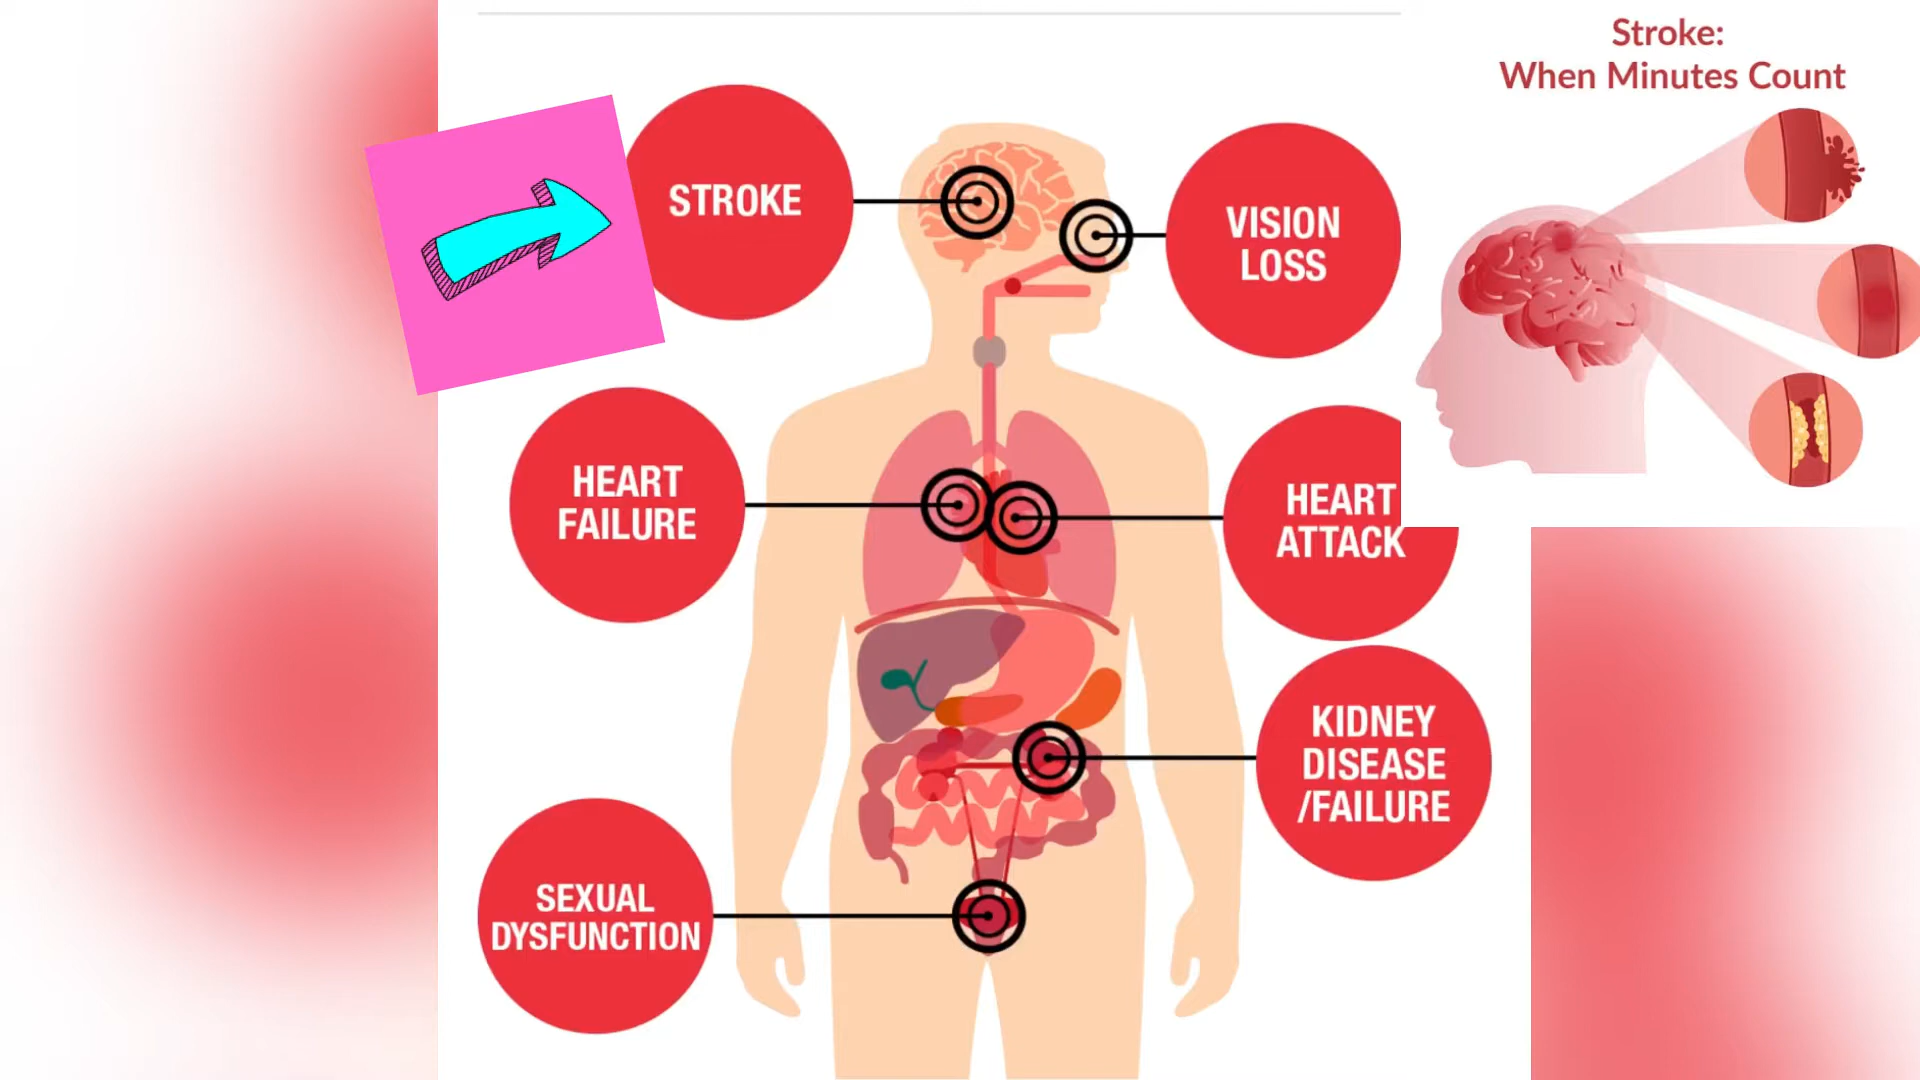 Stroke:
When Minutes Count
STROKE
VISION
LOSS
HEART
FAILURE
HEART
ATTACK
KIDNEY
DISEASE
/FAILURE
SEXUAL
DYSFUNCTION